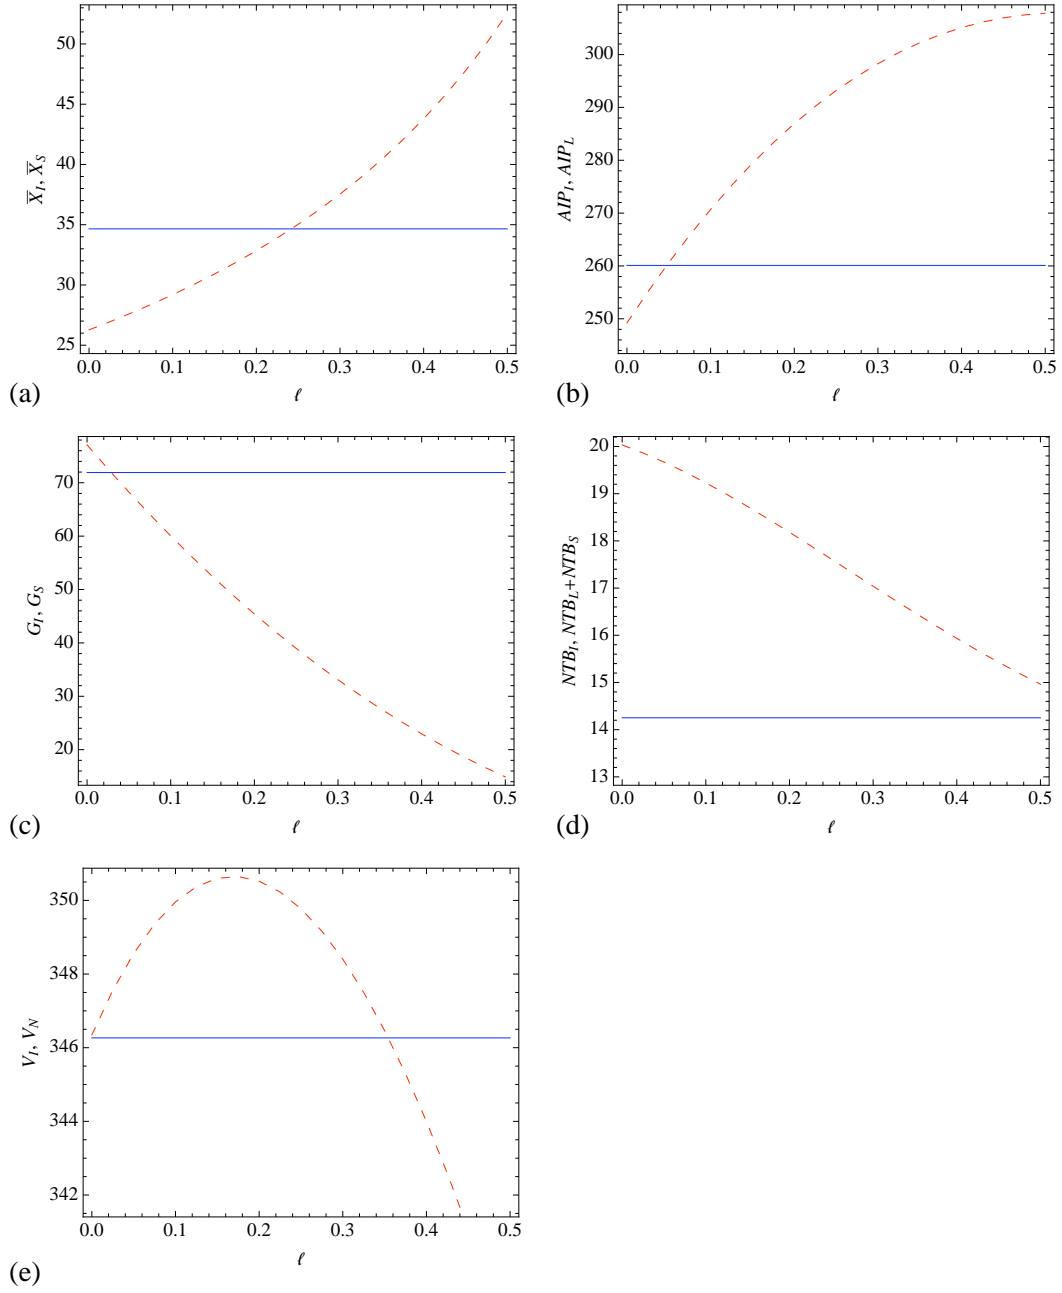 50
45
40
35
30
25
X̅_I, X̅_S
0.0 0.1 0.2 0.3 0.4 0.5
ℓ
(a)
300
290
280
270
260
250
AIP_I, AIP_L
0.0 0.1 0.2 0.3 0.4 0.5
ℓ
(b)
70
60
50
40
30
20
G_I, G_S
0.0 0.1 0.2 0.3 0.4 0.5
ℓ
(c)
20
19
18
17
16
15
14
13
NTB_I, NTB_L+NTB_S
0.0 0.1 0.2 0.3 0.4 0.5
ℓ
(d)
350
348
346
344
342
V_I, V_N
0.0 0.1 0.2 0.3 0.4 0.5
ℓ
(e)